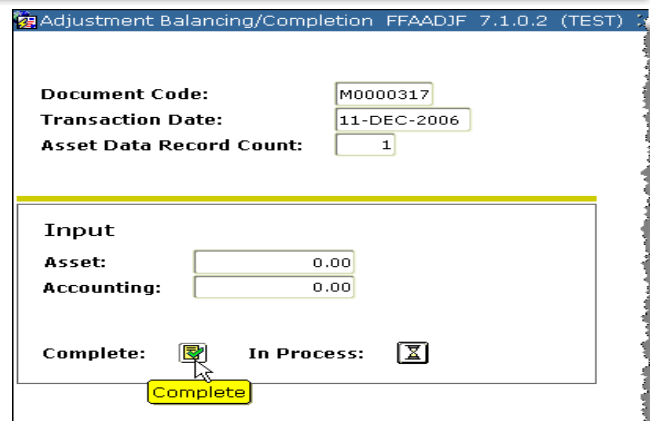 Adjustment Balancing/Completion FFAADJF 7.1.0.2 (TEST)
Document Code: M0000317
Transaction Date: 11-DEC-2006
Asset Data Record Count: 1
Input
Asset: 0.00
Accounting: 0.00
Complete: In Process:
Complete